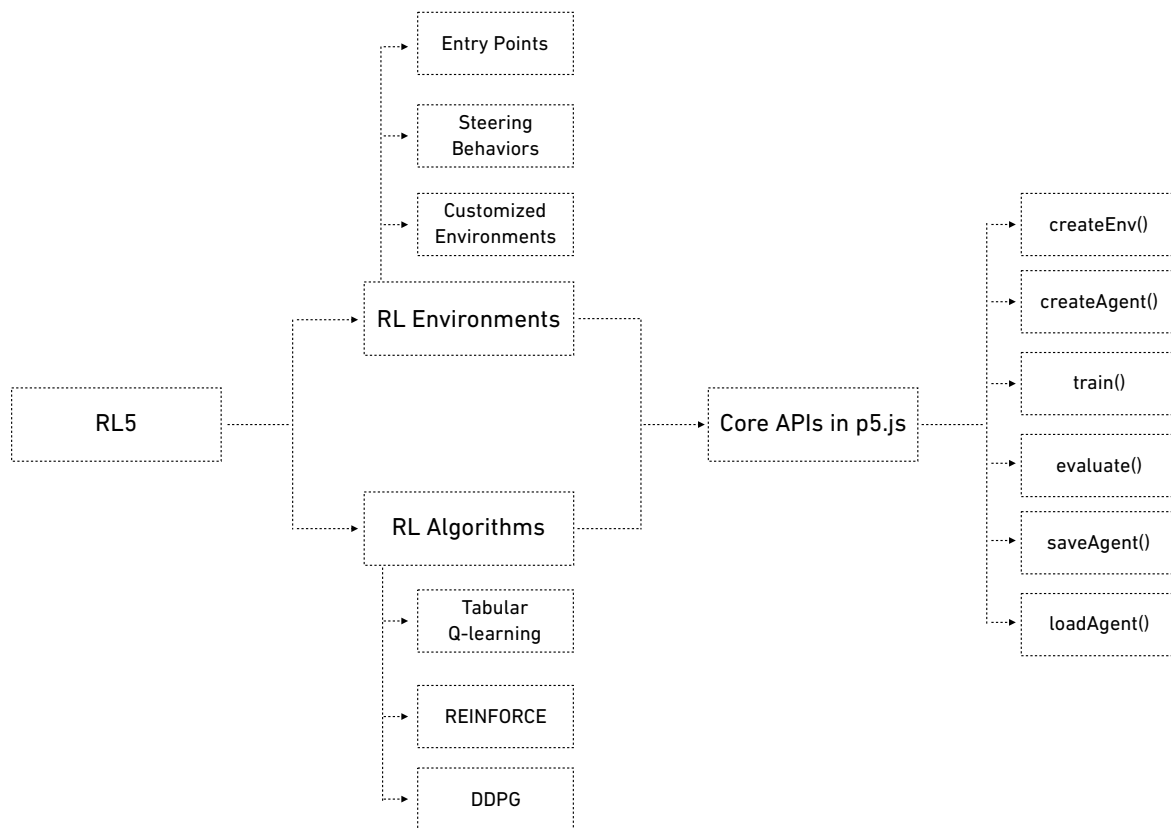 Entry Points
Steering
Behaviors
Customized
Environments
RL Environments
RL5
RL Algorithms
Tabular
Q-learning
REINFORCE
DDPG
Core APIs in p5.js
createEnv()
createAgent()
train()
evaluate()
saveAgent()
loadAgent()